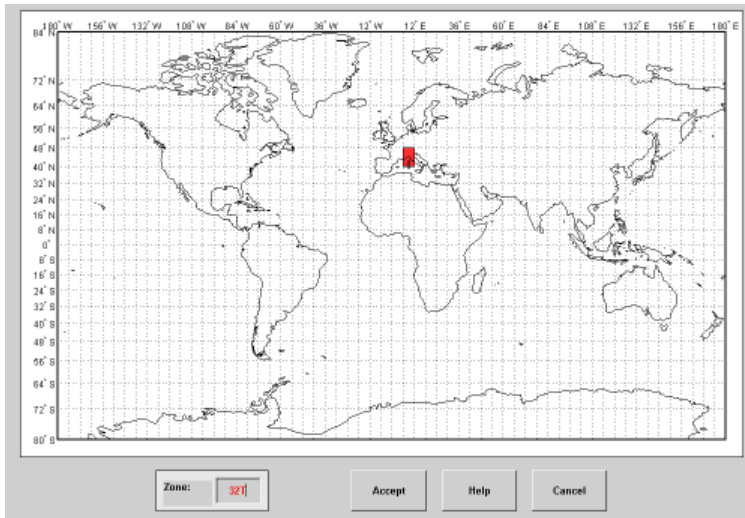 180° W 156° W 132° W 108° W 84° W 60° W 36° W 12° W 12° E 36° E 60° E 84° E 108° E 132° E 156° E 180° E
84° N
72° N
64° N
56° N
48° N
40° N
32° N
24° N
16° N
8° N
0°
8° S
16° S
24° S
32° S
40° S
48° S
56° S
64° S
72° S
80° S
Zone: 32T
Accept Help Cancel